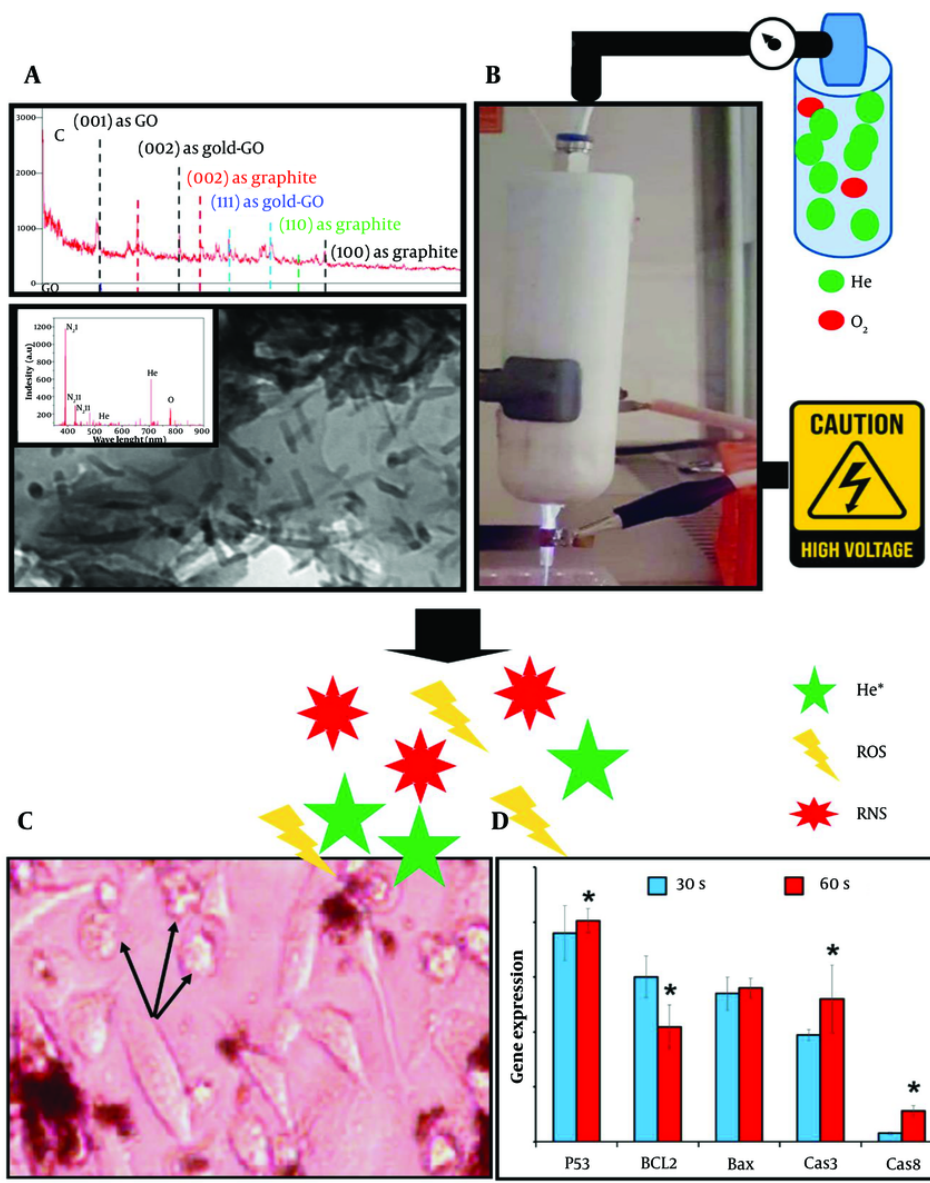 A
3000
2000
1000
0
C
(001) as GO
(002) as gold-GO
(002) as graphite
(111) as gold-GO
(110) as graphite
(100) as graphite
GO
1200
1000
800
600
400
200
Indesity (a.u)
N₂I
N₂II
N₂II
He
He
O
400 500 600 700 800 900
Wave lenght (nm)
B
He
O₂
CAUTION
HIGH VOLTAGE
He*
ROS
RNS
C
D
30 s
60 s
Gene expression
*
*
*
*
P53 BCL2 Bax Cas3 Cas8